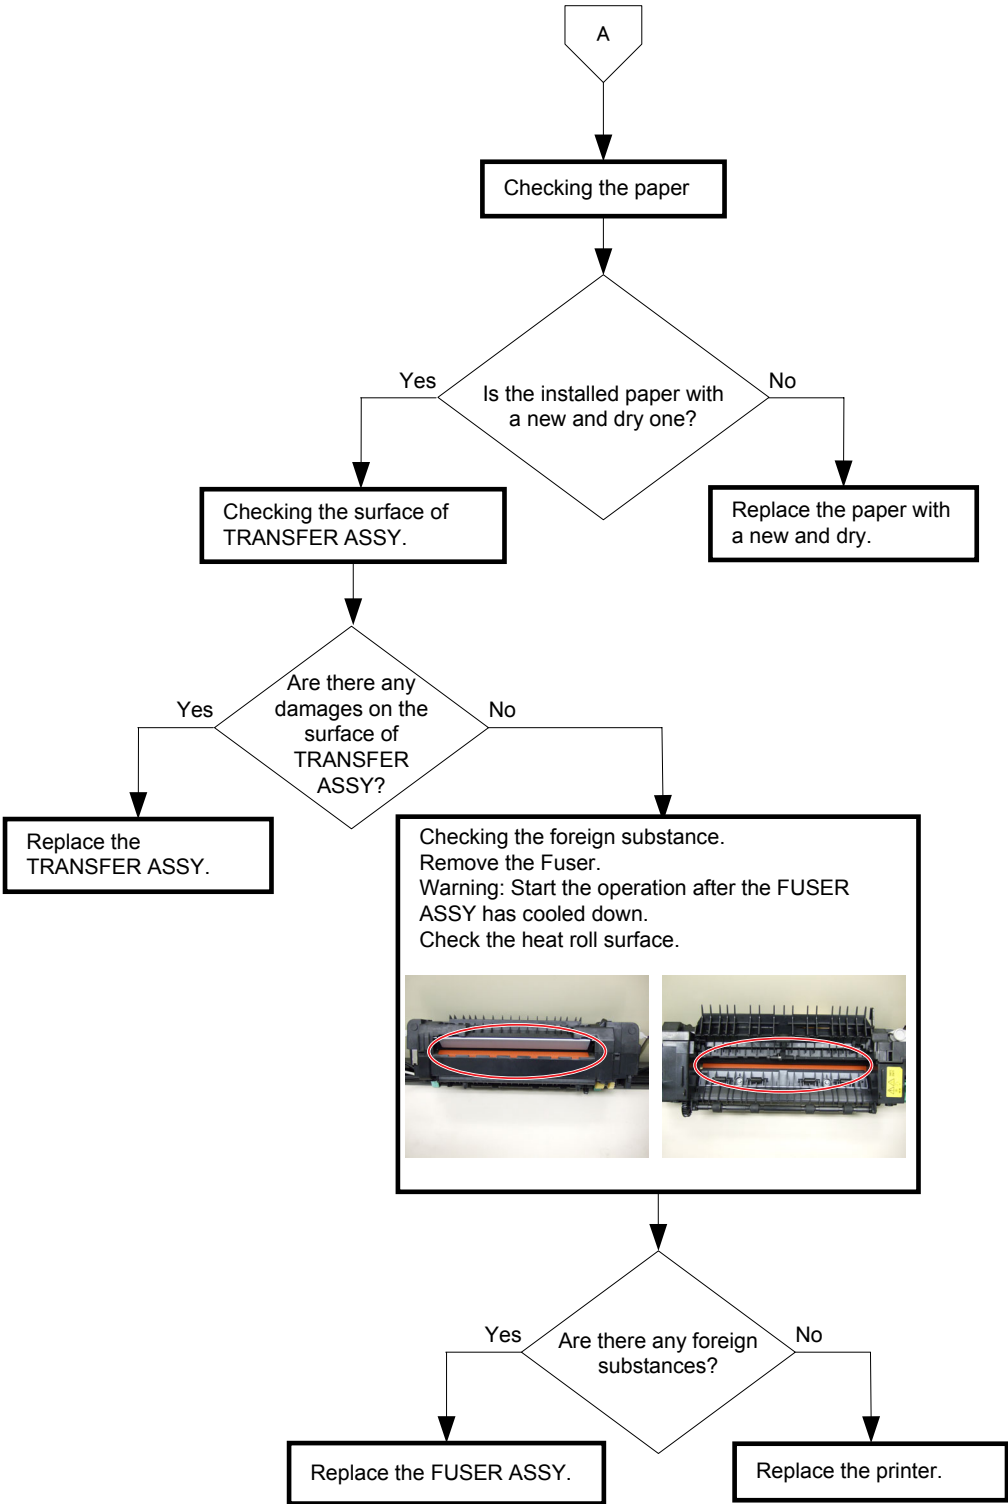 A
Checking the paper
Yes
No
Is the installed paper with
a new and dry one?
Checking the surface of
TRANSFER ASSY.
Replace the paper with
a new and dry.
Yes
No
Are there any
damages on the
surface of
TRANSFER
ASSY?
Replace the
TRANSFER ASSY.
Checking the foreign substance.
Remove the Fuser.
Warning: Start the operation after the FUSER
ASSY has cooled down.
Check the heat roll surface.
Yes
No
Are there any foreign
substances?
Replace the FUSER ASSY.
Replace the printer.